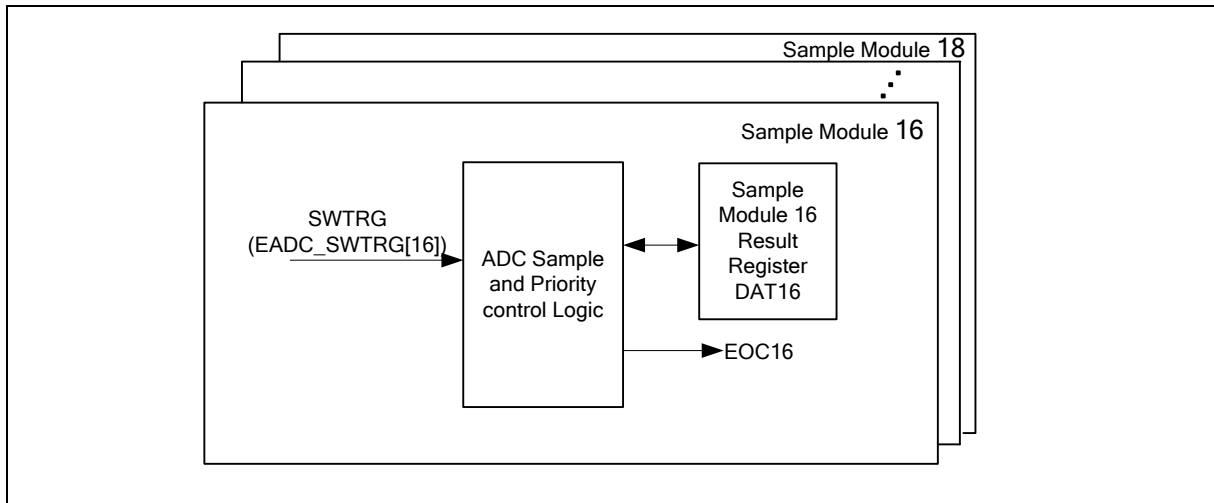 Sample Module 18
Sample Module 16
SWTRG
(EADC_SWTRG[16])
ADC Sample
and Priority
control Logic
Sample
Module 16
Result
Register
DAT16
EOC16